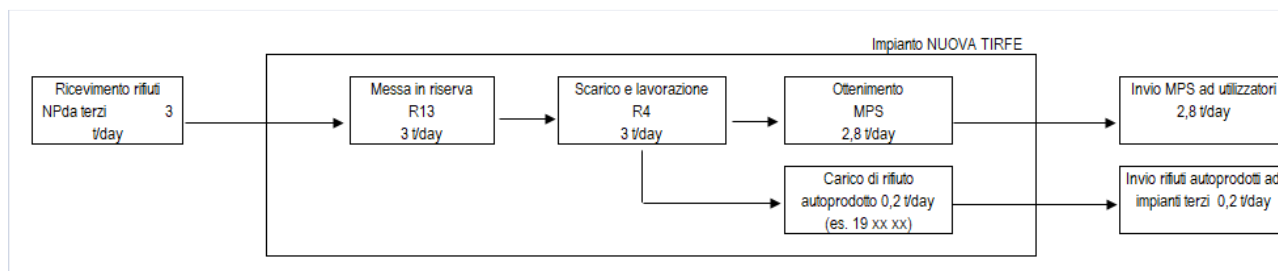 Impianto NUOVA TIRFE
Ricevimento rifiuti
NPda terzi 3
t/day
Messa in riserva
R13
3 t/day
Scarico e lavorazione
R4
3 t/day
Ottenimento
MPS
2,8 t/day
Invio MPS ad utilizzatori
2,8 t/day
Carico di rifiuto
autoprodotto 0,2 t/day
(es. 19 xx xx)
Invio rifiuti autoprodotti ad
impianti terzi 0,2 t/day